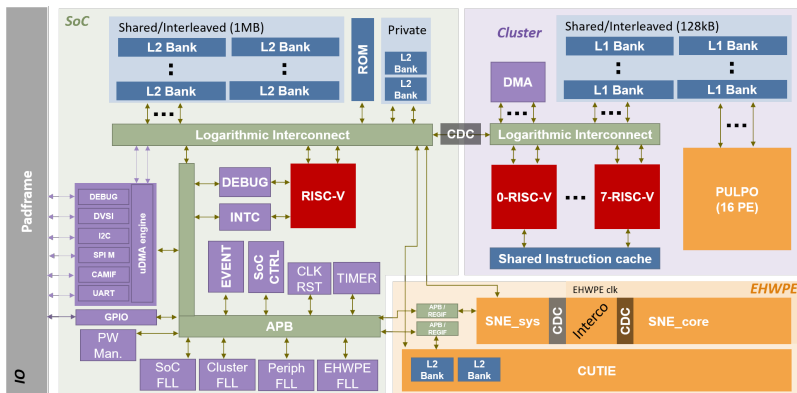 SoC
Shared/Interleaved (1MB)
L2 Bank
L2 Bank
L2 Bank
L2 Bank
ROM
Private
L2
Bank
L2
Bank
Logarithmic Interconnect
CDC
Cluster
Shared/Interleaved (128kB)
L1 Bank
L1 Bank
L1 Bank
L1 Bank
DMA
Logarithmic Interconnect
0-RISC-V
7-RISC-V
Shared Instruction cache
PULPO
(16 PE)
Padframe
IO
DEBUG
DVSI
I2C
SPI M
CAMIF
UART
uDMA engine
GPIO
PW
Man.
DEBUG
INTC
RISC-V
EVENT
SoC
CTRL
CLK
RST
TIMER
APB
SoC
FLL
Cluster
FLL
Periph
FLL
EHWPE
FLL
EHWPE
EHWPE clk
APB /
REGIF
APB /
REGIF
SNE_sys
CDC
Interco
CDC
SNE_core
L2
Bank
L2
Bank
CUTIE